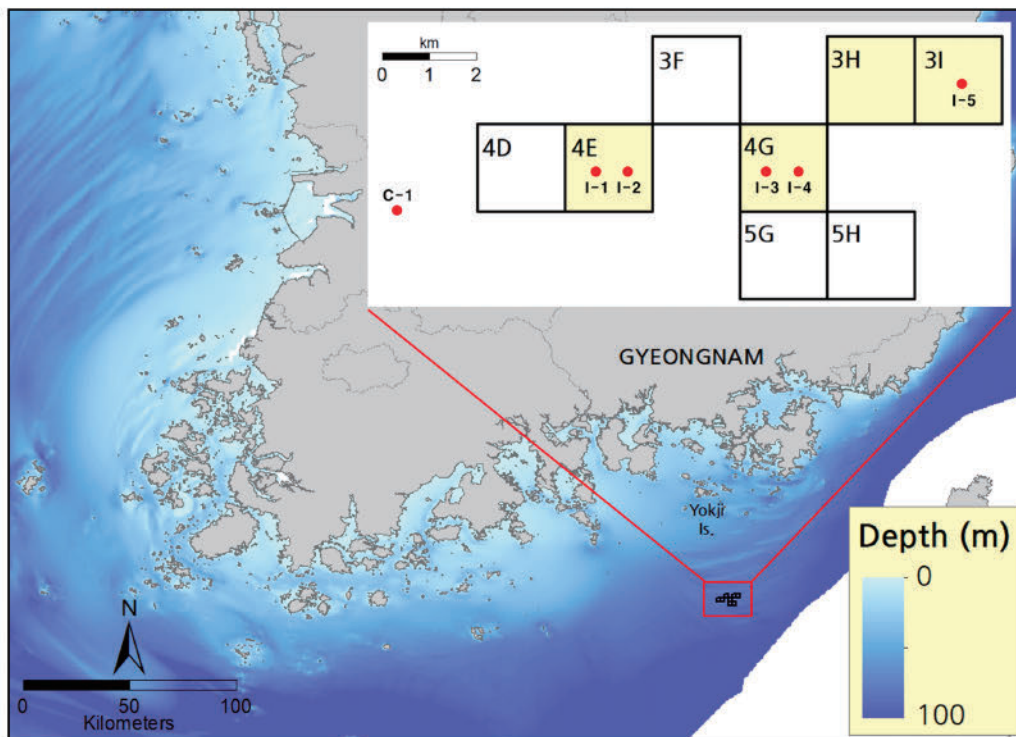 km
0 1 2
3F
3H
3I
I-5
4D
4E
I-1 I-2
4G
I-3 I-4
C-1
5G
5H
GYEONGNAM
Yokji
Is.
Depth (m)
0
100
N
0 50 100
Kilometers